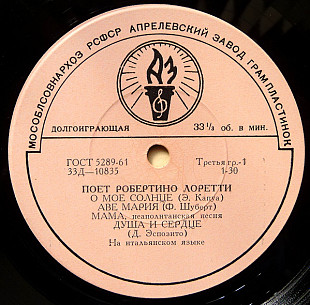 МОСОБЛСОВНАРХОЗ РСФСР АПРЕЛЕВСКИЙ ЗАВОД ГРАМПЛАСТИНОК
ДОЛГОИГРАЮЩАЯ 33⅓ об. в мин.
ГОСТ 5289-61 Третья гр.-1
33Д—10835 1-30
ПОЕТ РОБЕРТИНО ЛОРЕТТИ
О МОЕ СОЛНЦЕ (Э. Капуа)
АВЕ МАРИЯ (Ф. Шуберт)
МАМА, неаполитанская песня
ДУША И СЕРДЦЕ
(Д. Эспозито)
На итальянском языке